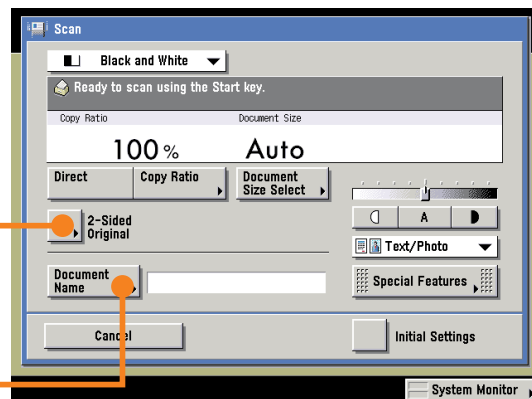 Scan
Black and White
Ready to scan using the Start key.
Copy Ratio Document Size
100 % Auto
Direct Copy Ratio Document
Size Select
2-Sided
Original
A
Text/Photo
Document
Name
Special Features
Cancel Initial Settings
System Monitor